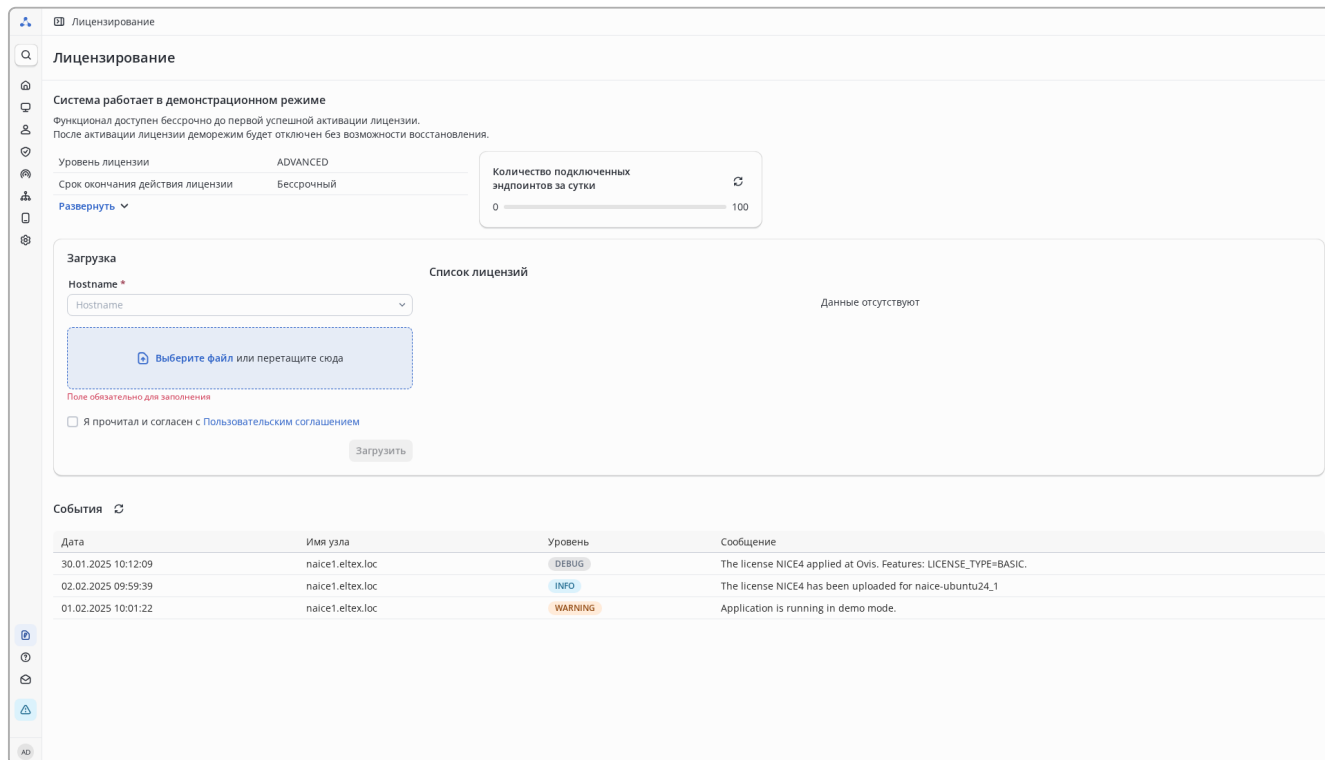 Лицензирование
Лицензирование
Система работает в демонстрационном режиме
Функционал доступен бессрочно до первой успешной активации лицензии.
После активации лицензии деморежим будет отключен без возможности восстановления.
Уровень лицензии ADVANCED
Срок окончания действия лицензии Бессрочный
Развернуть
Количество подключенных
эндпоинтов за сутки
0 100
Загрузка
Hostname *
Hostname
Выберите файл или перетащите сюда
Поле обязательно для заполнения
Я прочитал и согласен с Пользовательским соглашением
Загрузить
Список лицензий
Данные отсутствуют
События
Дата Имя узла Уровень Сообщение
30.01.2025 10:12:09 naice1.eltex.loc DEBUG The license NICE4 applied at Ovis. Features: LICENSE_TYPE=BASIC.
02.02.2025 09:59:39 naice1.eltex.loc INFO The license NICE4 has been uploaded for naice-ubuntu24_1
01.02.2025 10:01:22 naice1.eltex.loc WARNING Application is running in demo mode.
AD